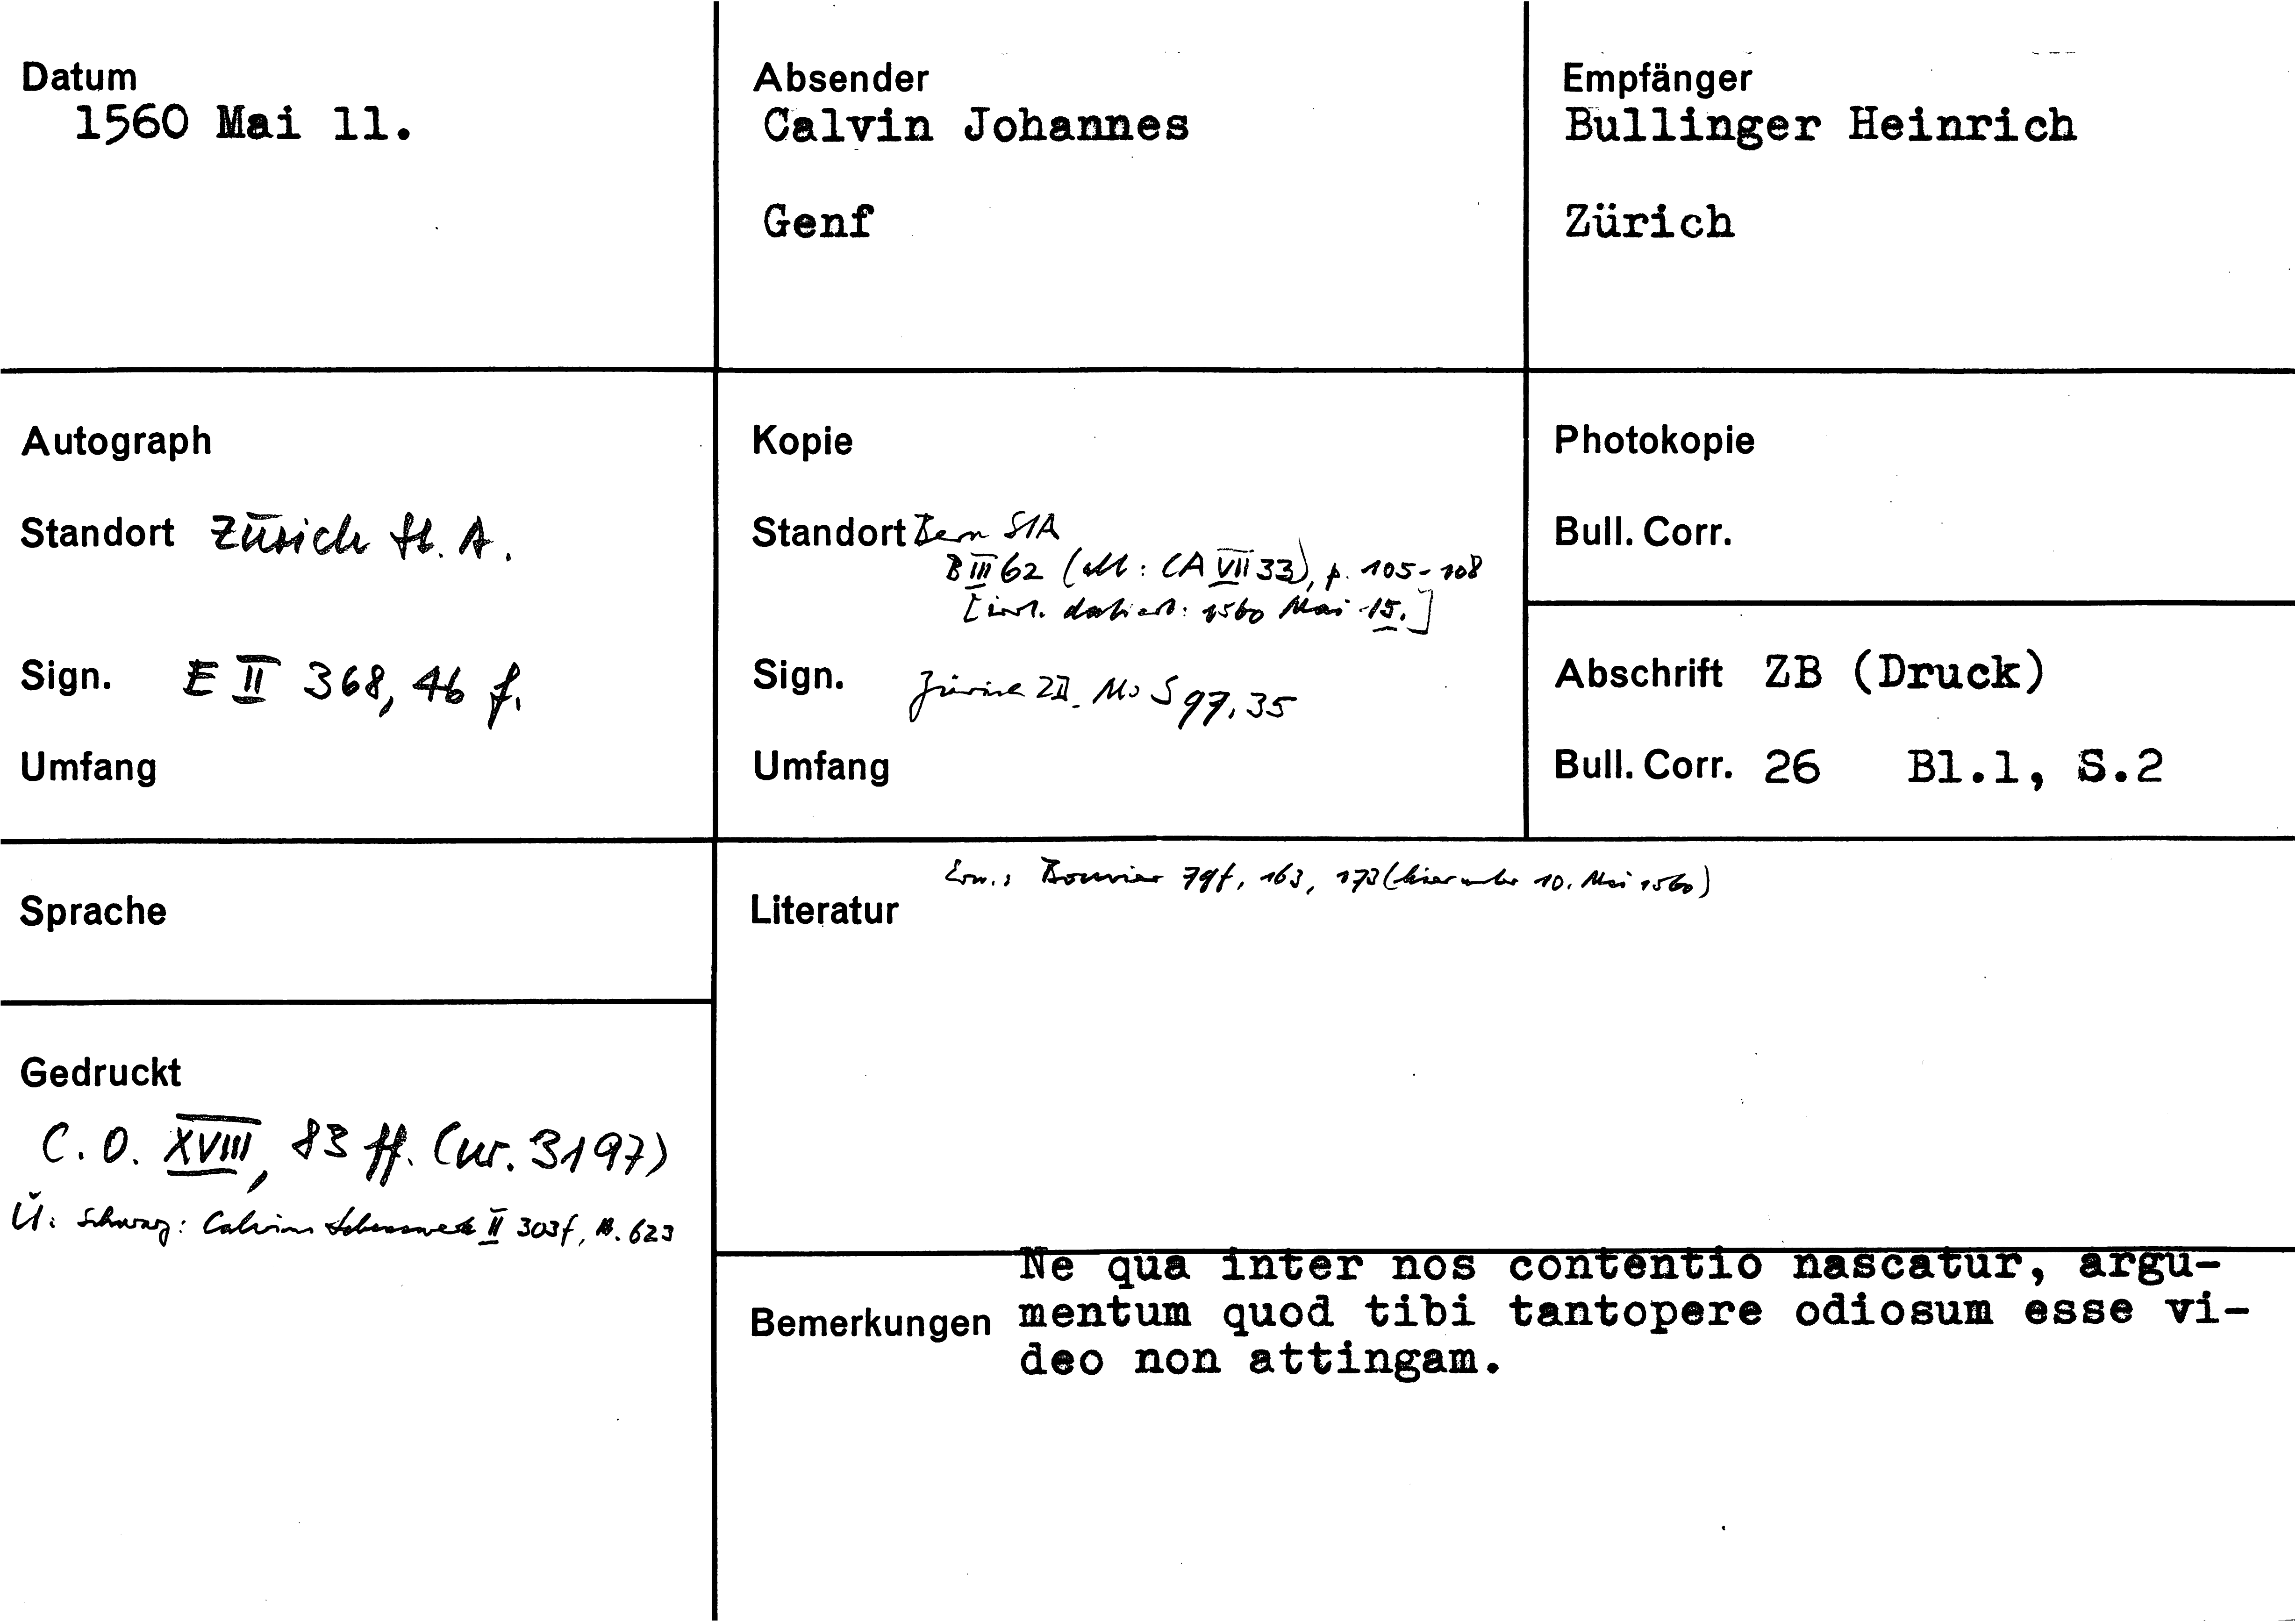 Datum
1560 Mai 11.
Absender
Calvin Johannes
Genf
Empfänger
Bullinger Heinrich
Zürich
Autograph
Standort Zürich St. A.
Sign. E II 368, 46 f.
Umfang
Kopie
Standort Bern StA
B III 62 (alt: CA VII 33), p. 105-108
[irrt. datiert: 1560 Mai 15.]
Sign. Zürich ZB. Ms S 97, 35
Umfang
Photokopie
Bull. Corr.
Abschrift ZB (Druck)
Bull. Corr. 26 Bl.1, S.2
Sprache
Erw.: Bouvier 79f, 163, 173 (hier unter 10. Mai 1560)
Literatur
Gedruckt
C. O. XVIII, 83 ff. (nr. 3197)
Ü: Schwarz: Calvins Lebenswerk II 303f, N. 623
Ne qua inter nos contentio nascatur, argu-
Bemerkungen mentum quod tibi tantopere odiosum esse vi-
deo non attingam.